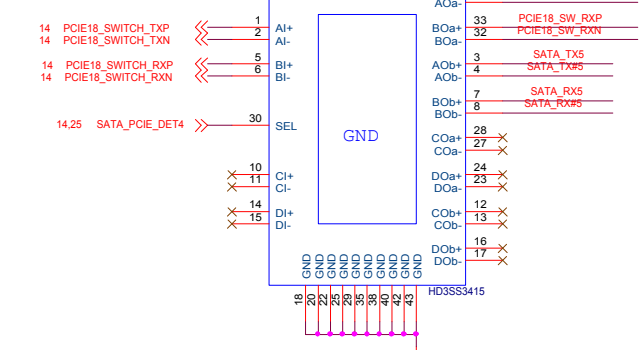 AOa-
14 PCIE18_SWITCH_TXP 1 AI+ BOa+ 33 PCIE18_SW_RXP
14 PCIE18_SWITCH_TXN 2 AI- BOa- 32 PCIE18_SW_RXN
14 PCIE18_SWITCH_RXP 5 BI+ AOb+ 3 SATA_TX5
14 PCIE18_SWITCH_RXN 6 BI- AOb- 4 SATA_TX#5
BOb+ 7 SATA_RX5
BOb- 8 SATA_RX#5
14,25 SATA_PCIE_DET4 30 SEL
GND
COa+ 28
COa- 27
10 CI+ DOa+ 24
11 CI- DOa- 23
14 DI+ COb+ 12
15 DI- COb- 13
DOb+ 16
DOb- 17
GND GND GND GND GND GND GND GND GND GND
18 20 22 25 29 35 38 40 42 43
HD3SS3415